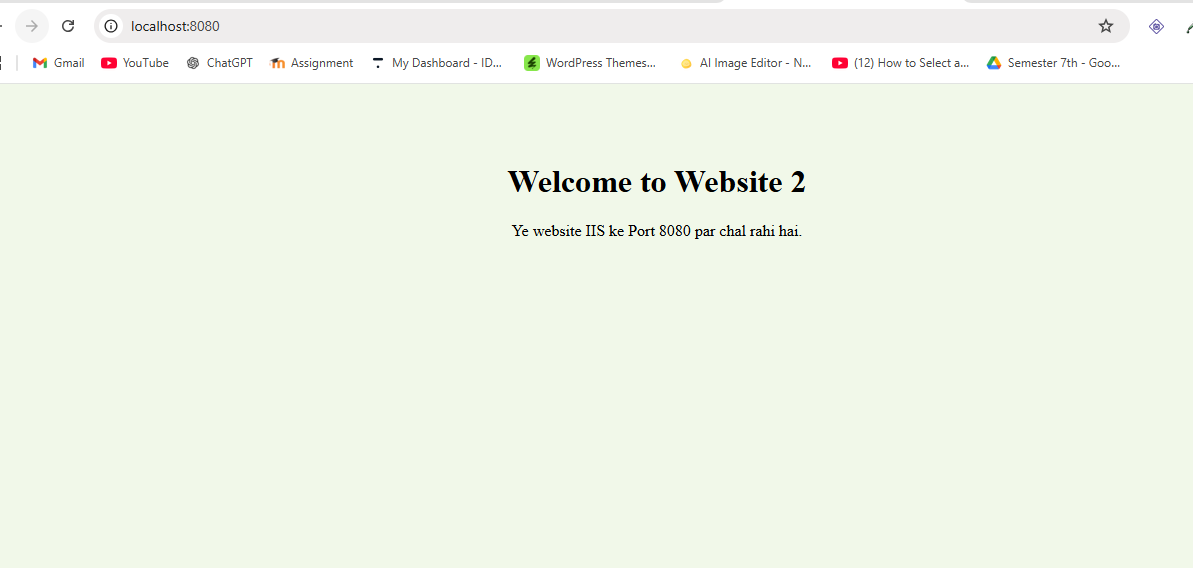 localhost:8080
Gmail YouTube ChatGPT Assignment My Dashboard - ID... WordPress Themes... AI Image Editor - N... (12) How to Select a... Semester 7th - Goo...
Welcome to Website 2
Ye website IIS ke Port 8080 par chal rahi hai.